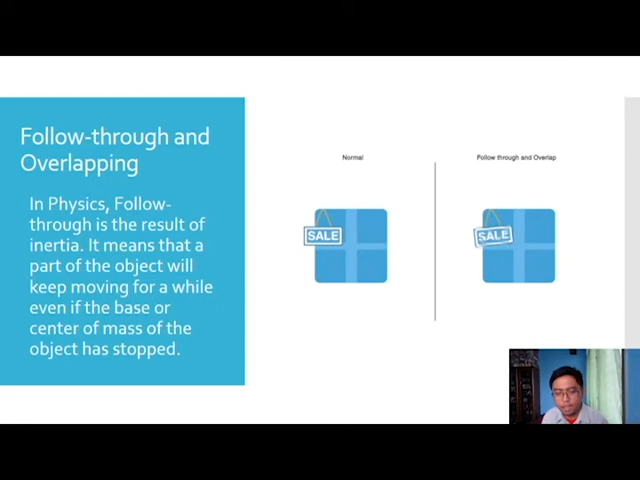 Follow-through and
Overlapping
In Physics, Follow-
through is the result of
inertia. It means that a
part of the object will
keep moving for a while
even if the base or
center of mass of the
object has stopped.
Normal
Follow through and Overlap
SALE
SALE